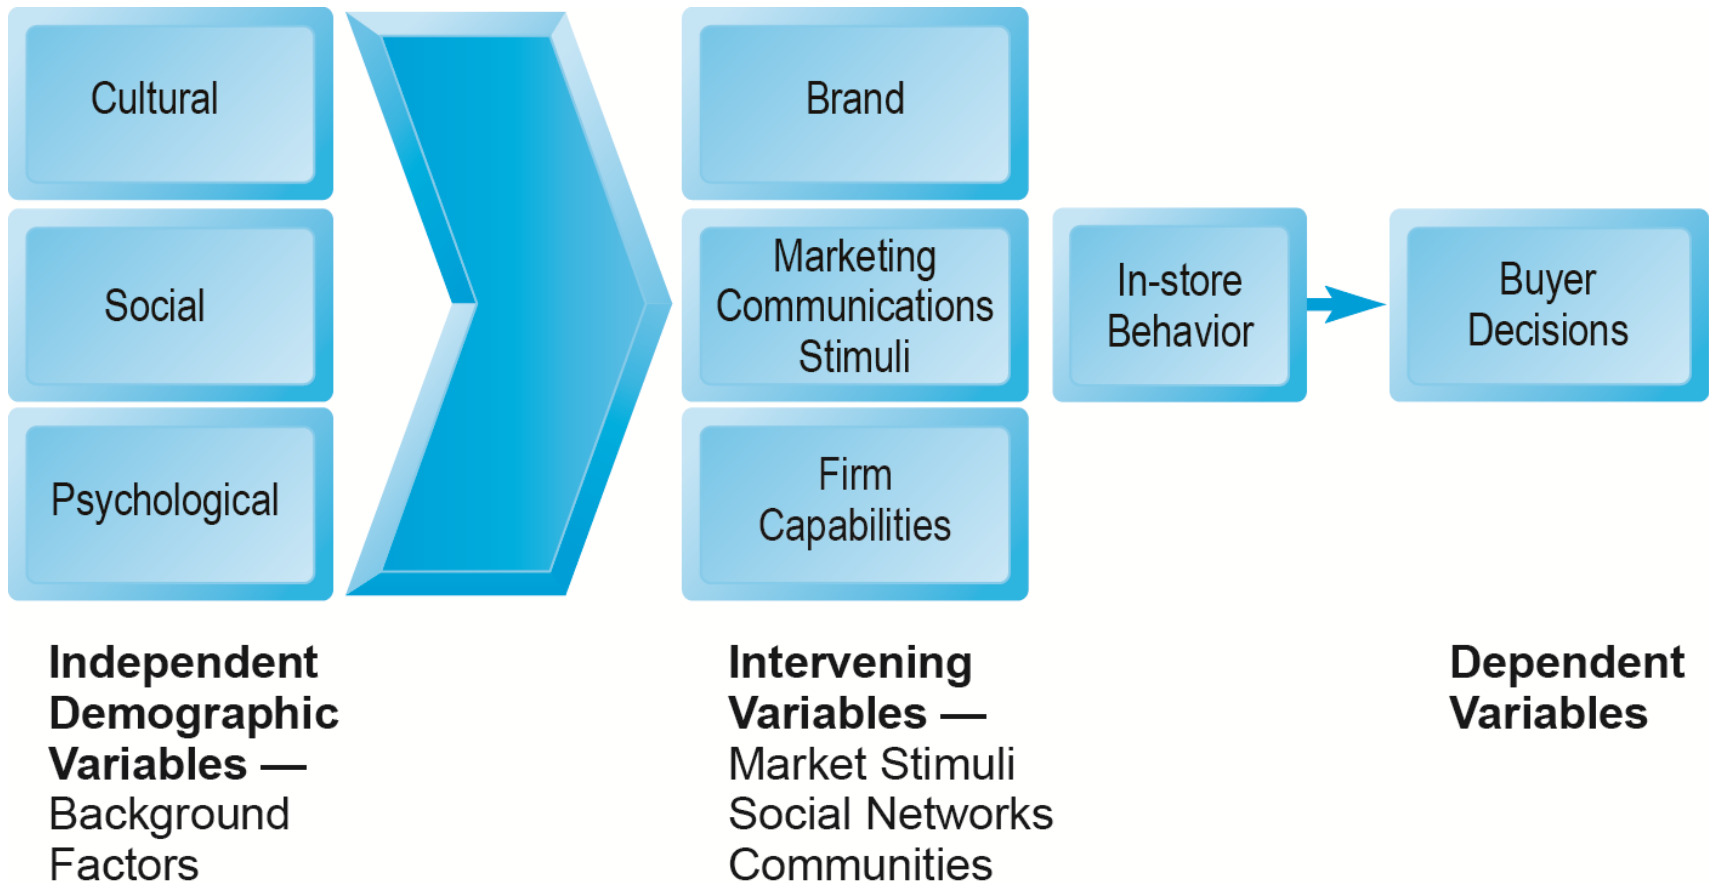 Cultural
Social
Psychological
Brand
Marketing
Communications
Stimuli
Firm
Capabilities
In-store
Behavior
Buyer
Decisions
Independent
Demographic
Variables —
Background
Factors
Intervening
Variables —
Market Stimuli
Social Networks
Communities
Dependent
Variables